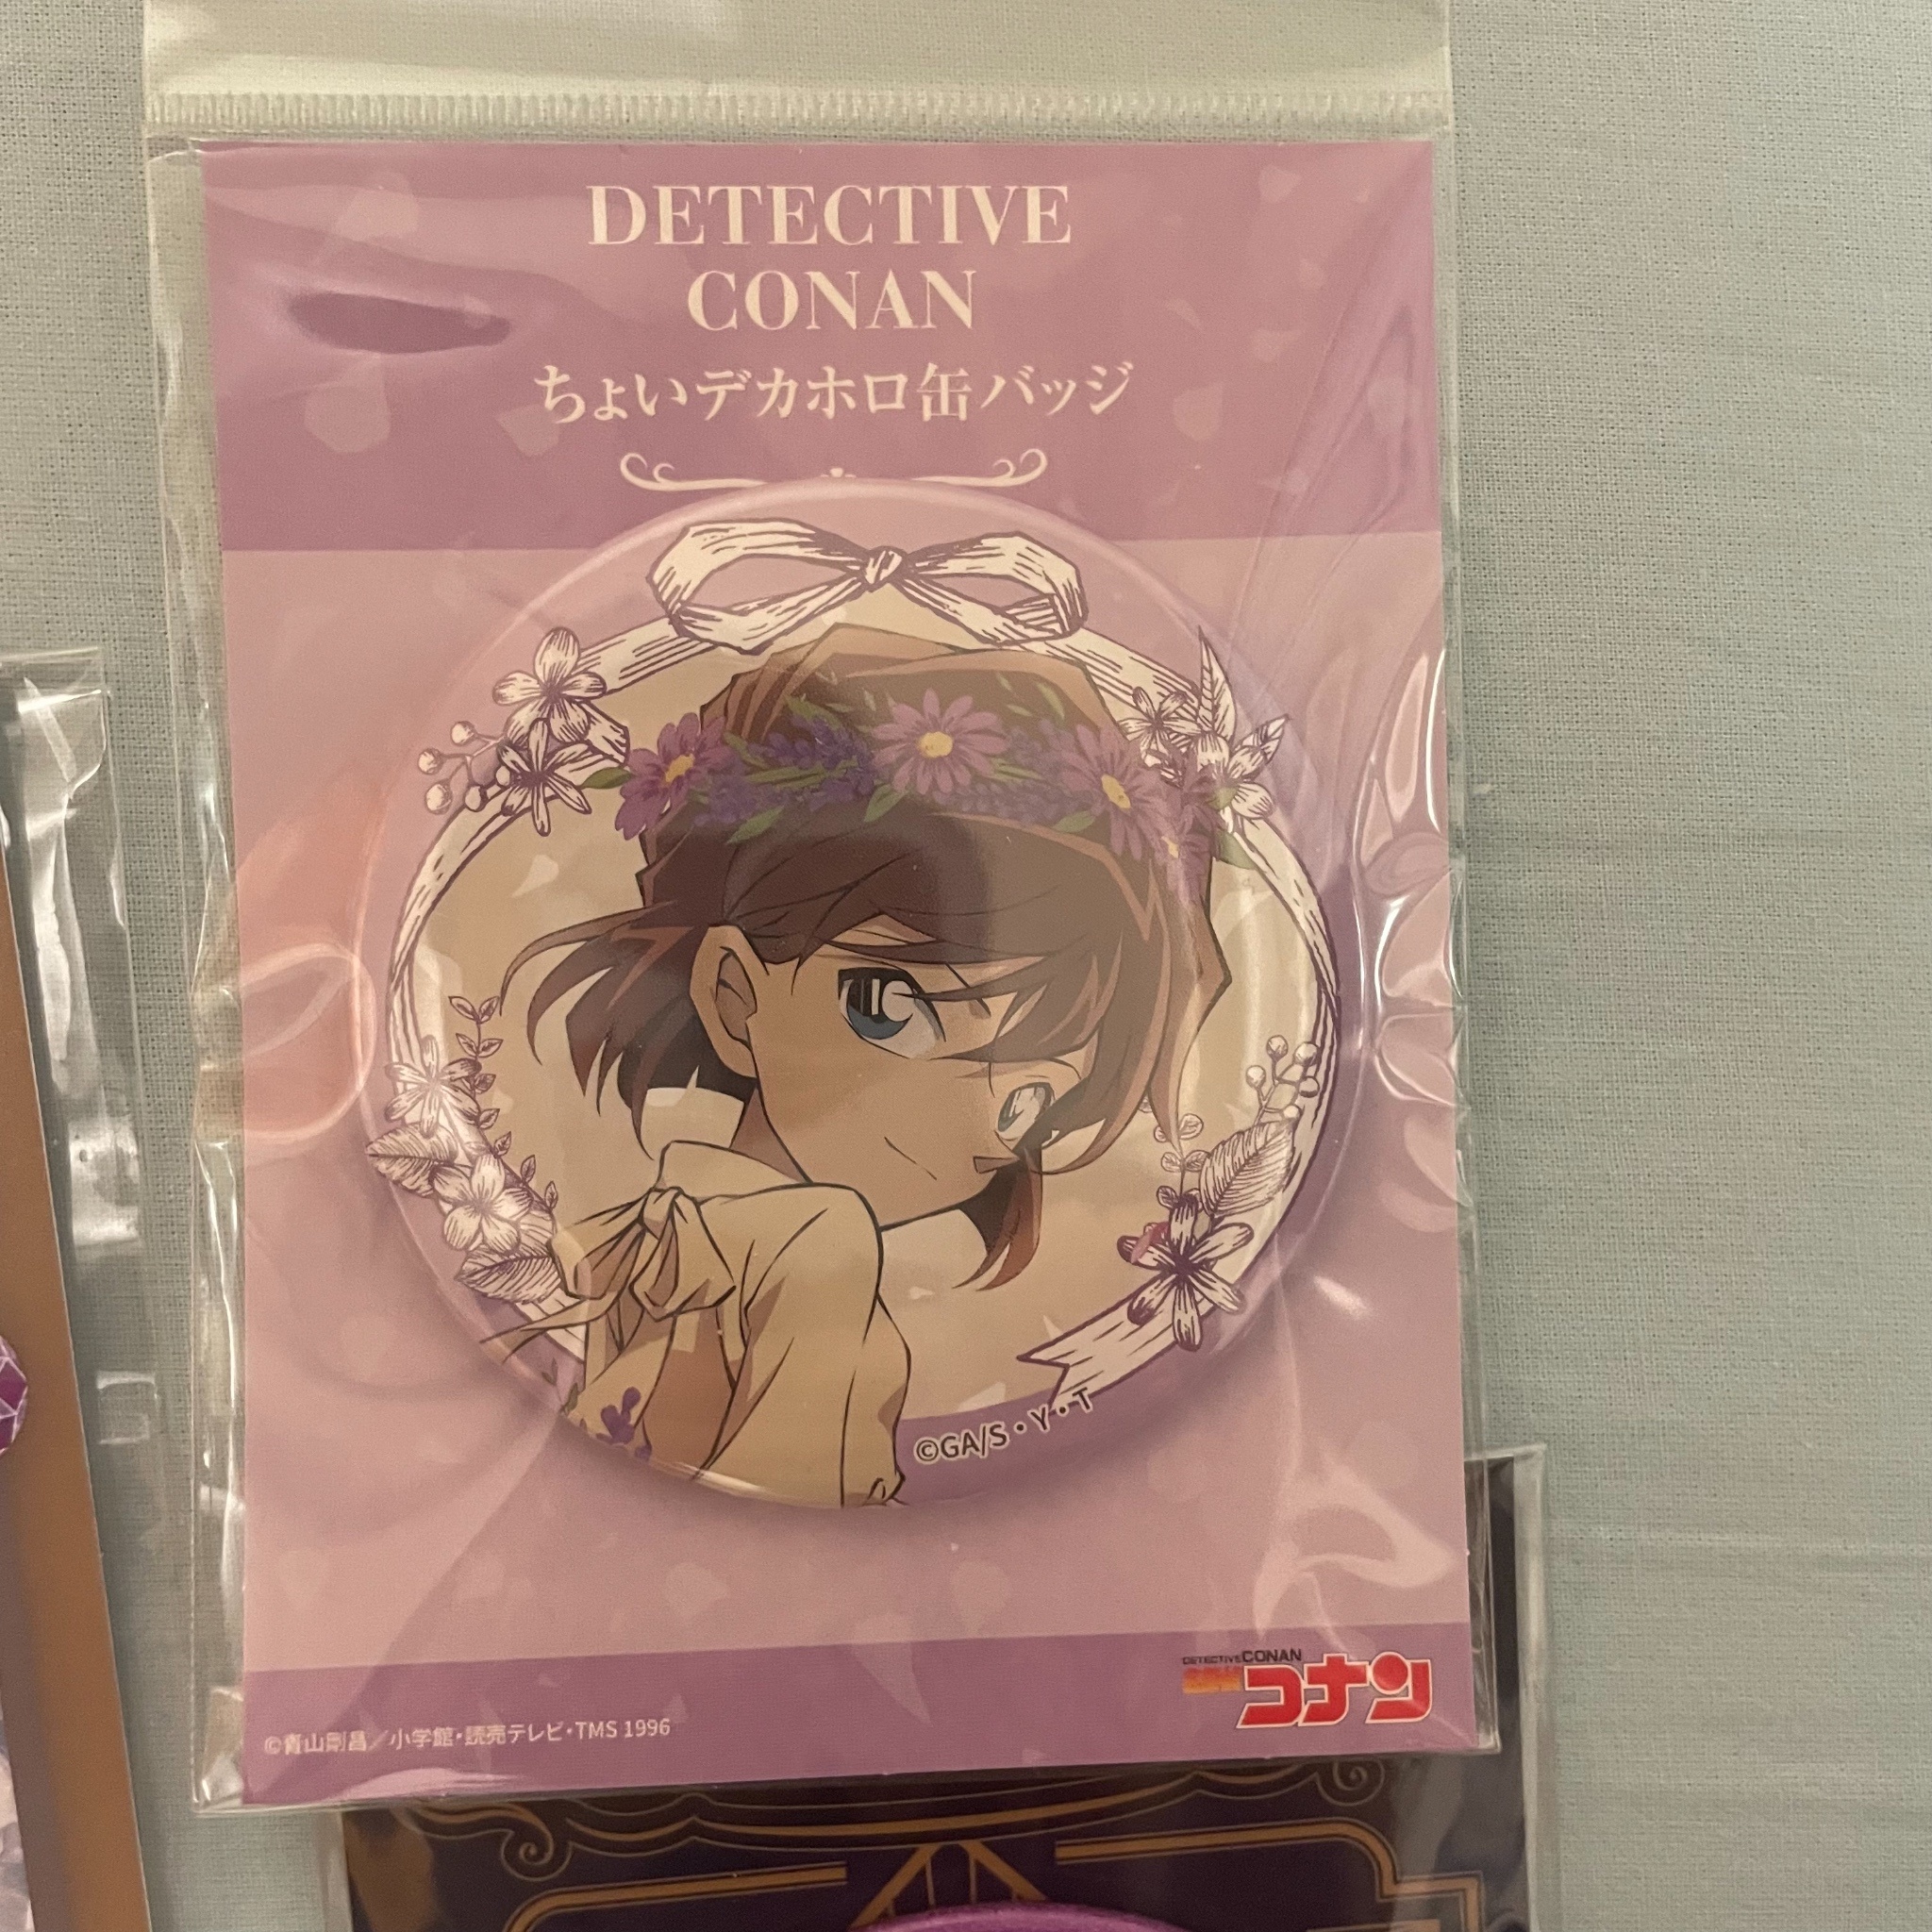 DETECTIVE
CONAN
ちょいデカホロ缶バッジ
©GA/S・Y・T
DETECTIVE CONAN
名探偵
コナン
©青山剛昌／小学館・読売テレビ・TMS 1996